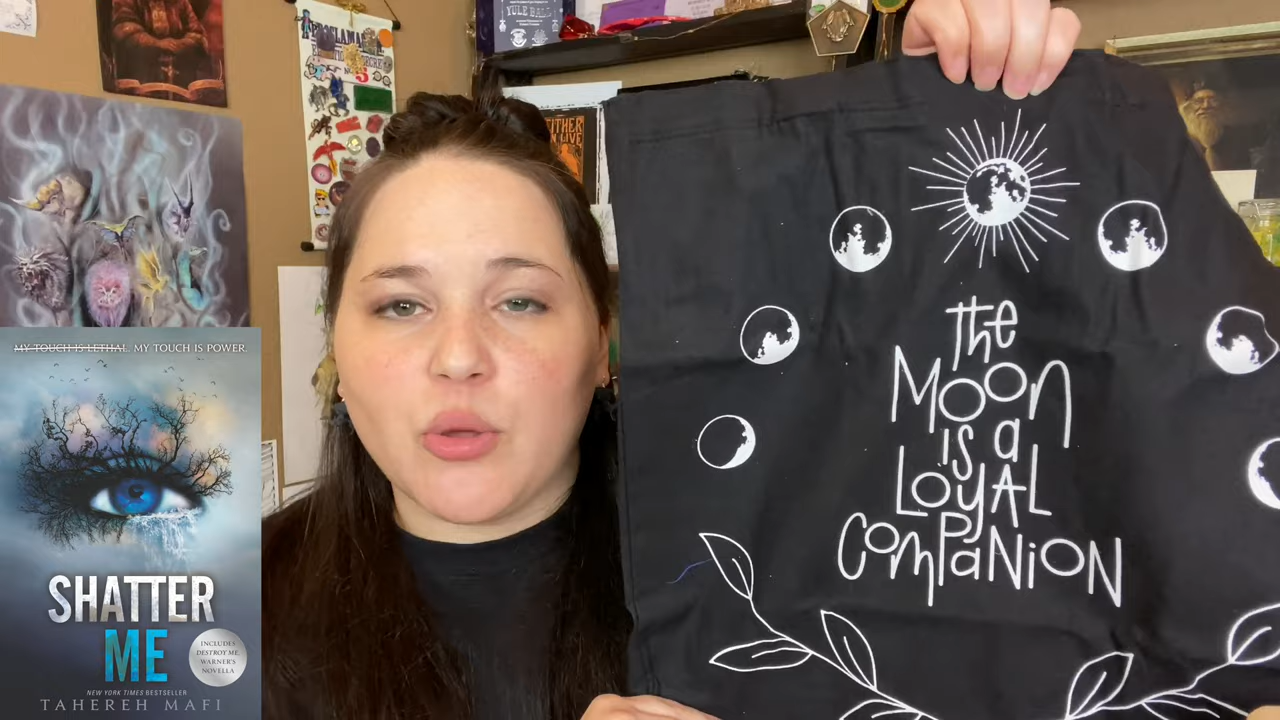 YULE BALL
PROCLAMATION
The
Moon
is a
Loyal
Companion
MY TOUCH IS LETHAL. MY TOUCH IS POWER.
SHATTER
ME
INCLUDES
DESTROY ME,
WARNER'S
NOVELLA
NEW YORK TIMES BESTSELLER
TAHEREH MAFI